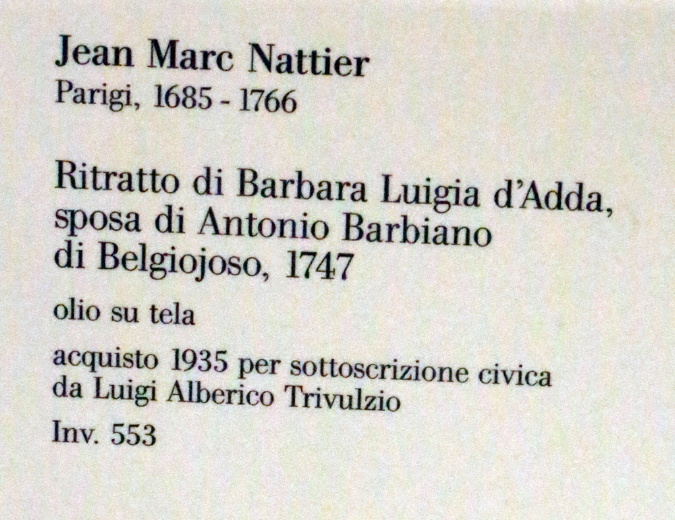 Jean Marc Nattier
Parigi, 1685 - 1766
Ritratto di Barbara Luigia d'Adda,
sposa di Antonio Barbiano
di Belgiojoso, 1747
olio su tela
acquisto 1935 per sottoscrizione civica
da Luigi Alberico Trivulzio
Inv. 553